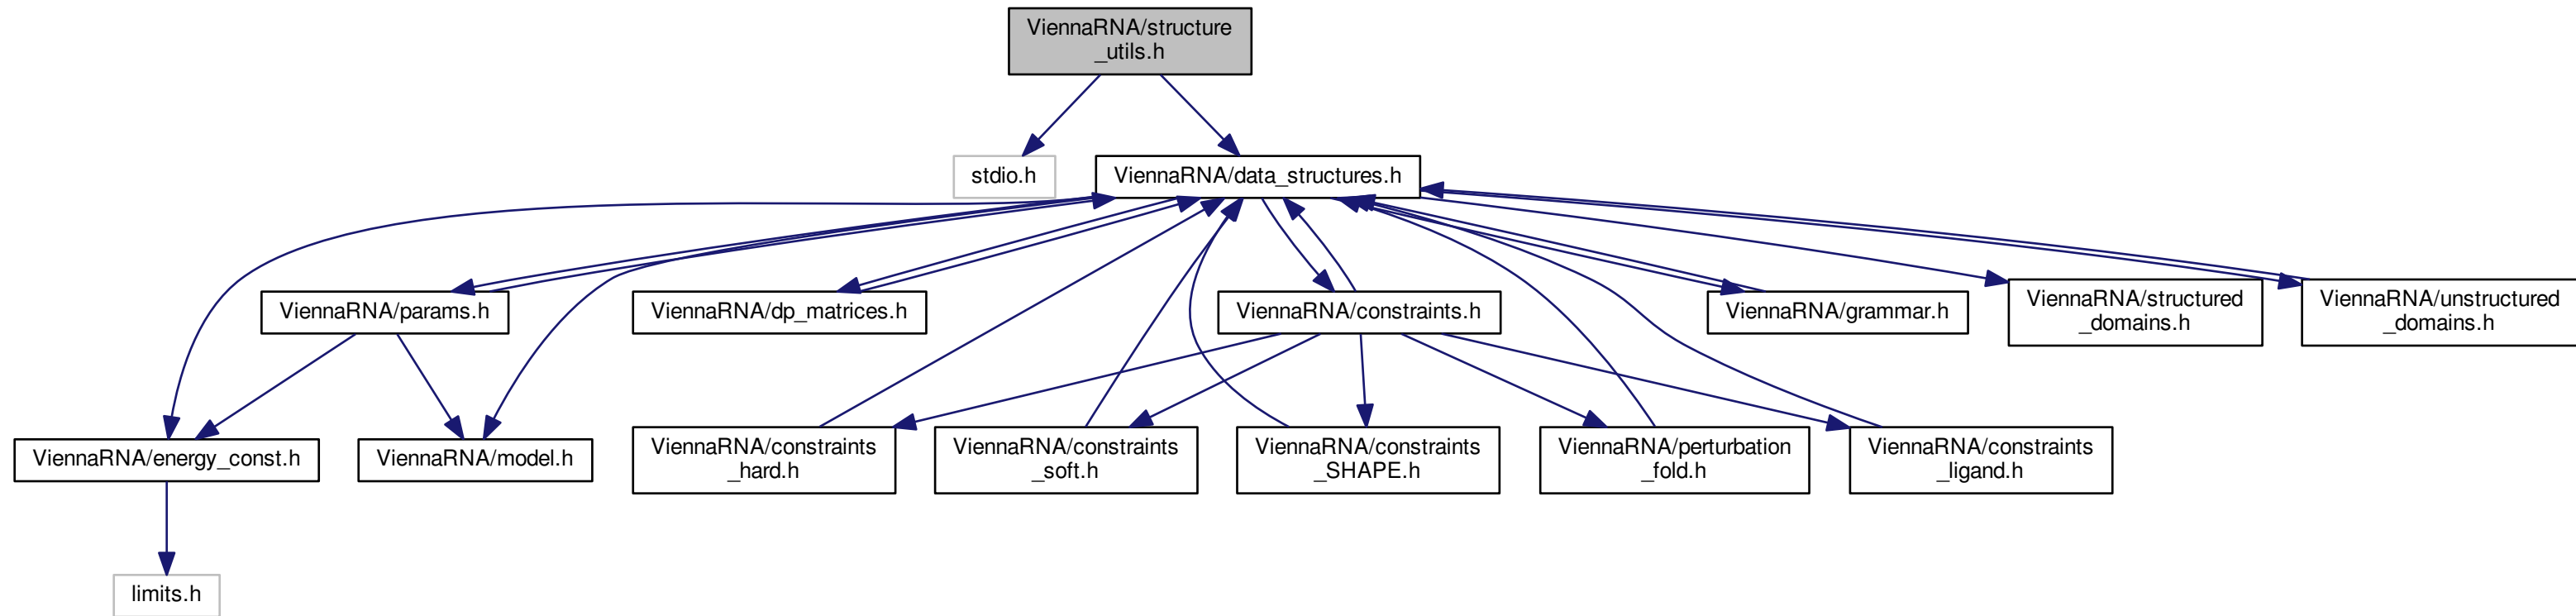 ViennaRNA/structure
_utils.h
stdio.h
ViennaRNA/data_structures.h
ViennaRNA/params.h
ViennaRNA/dp_matrices.h
ViennaRNA/constraints.h
ViennaRNA/grammar.h
ViennaRNA/structured
_domains.h
ViennaRNA/unstructured
_domains.h
ViennaRNA/energy_const.h
ViennaRNA/model.h
ViennaRNA/constraints
_hard.h
ViennaRNA/constraints
_soft.h
ViennaRNA/constraints
_SHAPE.h
ViennaRNA/perturbation
_fold.h
ViennaRNA/constraints
_ligand.h
limits.h